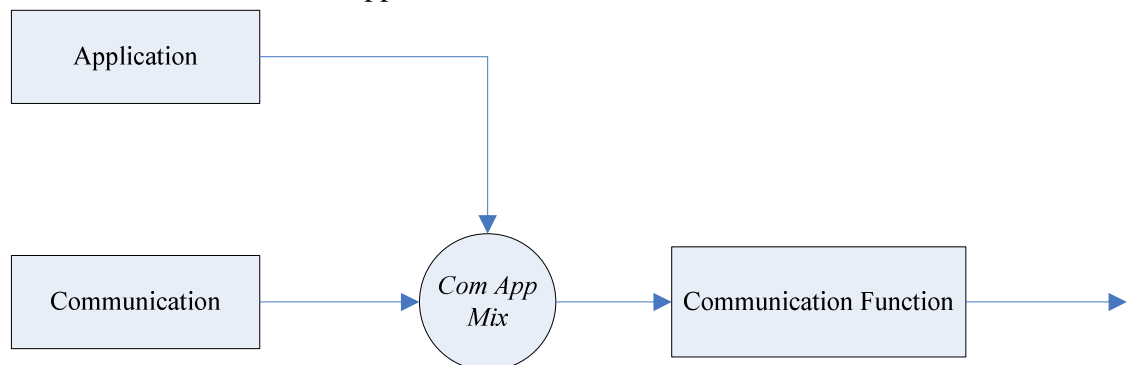 Application
Communication
Com App
Mix
Communication Function